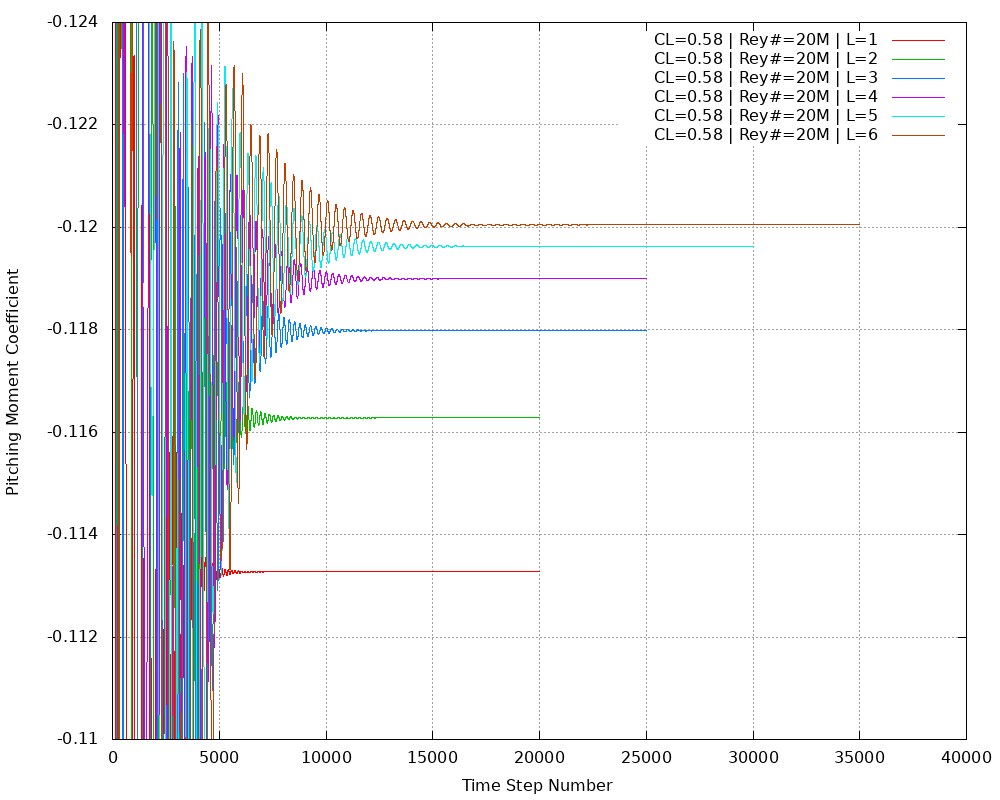 -0.124
CL=0.58 | Rey#=20M | L=1
CL=0.58 | Rey#=20M | L=2
CL=0.58 | Rey#=20M | L=3
CL=0.58 | Rey#=20M | L=4
CL=0.58 | Rey#=20M | L=5
CL=0.58 | Rey#=20M | L=6
-0.122
-0.12
-0.118
-0.116
-0.114
-0.112
-0.11
Pitching Moment Coefficient
0 5000 10000 15000 20000 25000 30000 35000 40000
Time Step Number